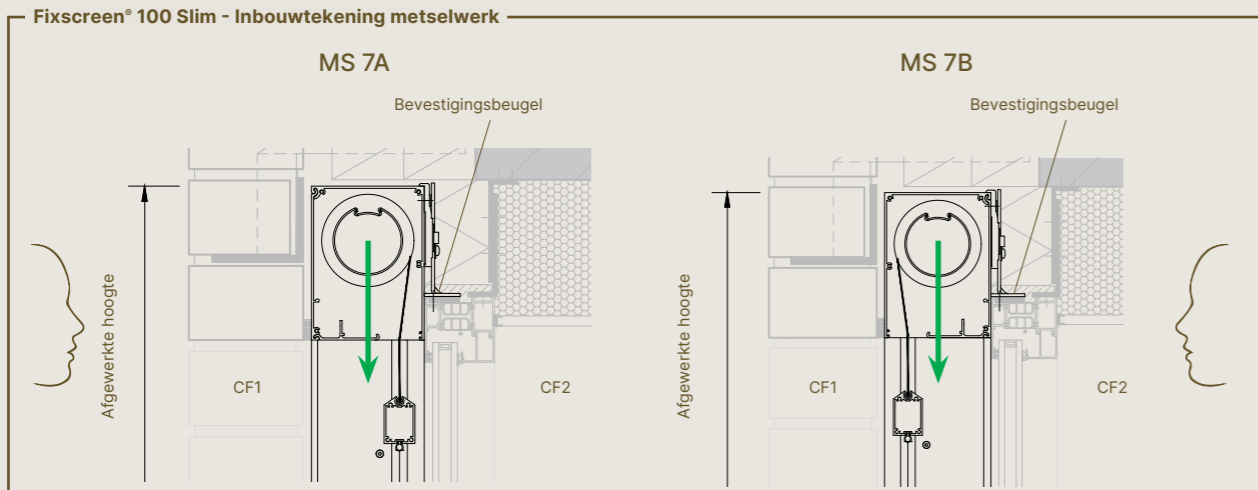 Fixscreen® 100 Slim - Inbouwtekening metselwerk
MS 7A
Bevestigingsbeugel
Afgewerkte hoogte
CF1
CF2
MS 7B
Bevestigingsbeugel
Afgewerkte hoogte
CF1
CF2